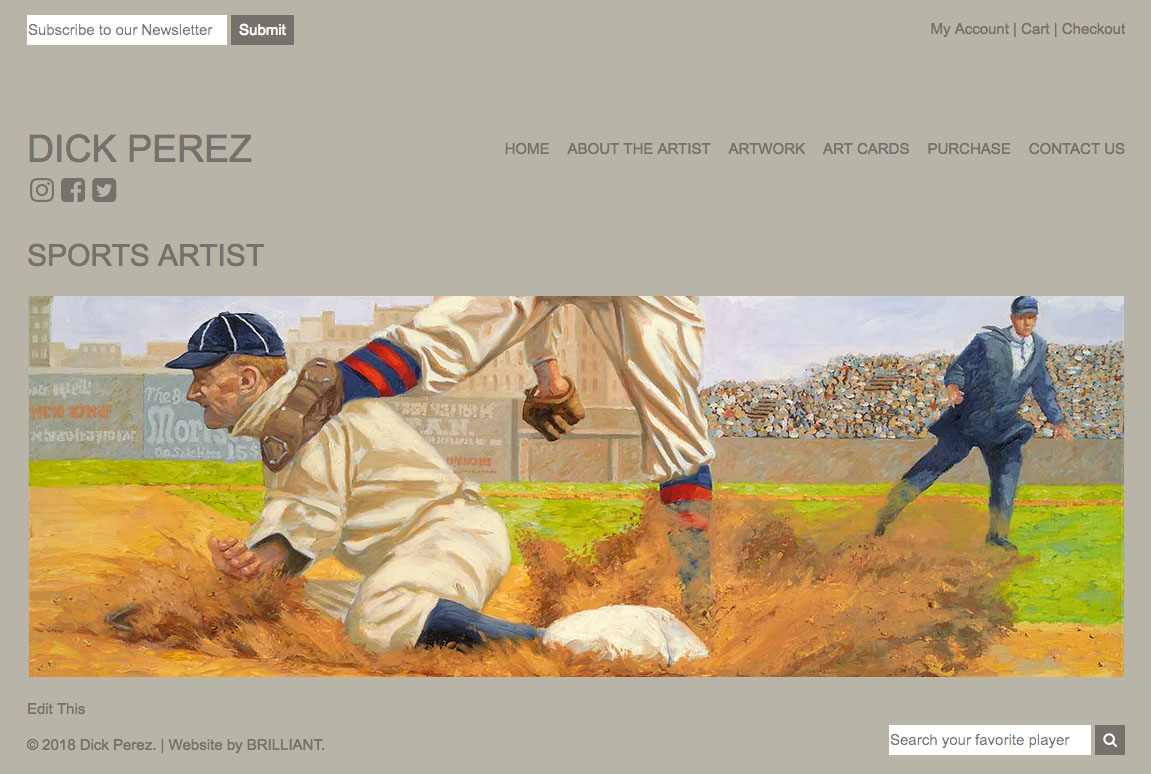 Subscribe to our Newsletter Submit
My Account | Cart | Checkout
DICK PEREZ
HOME ABOUT THE ARTIST ARTWORK ART CARDS PURCHASE CONTACT US
SPORTS ARTIST
The
on Sale Here 15
Edit This
© 2018 Dick Perez. | Website by BRILLIANT.
Search your favorite player